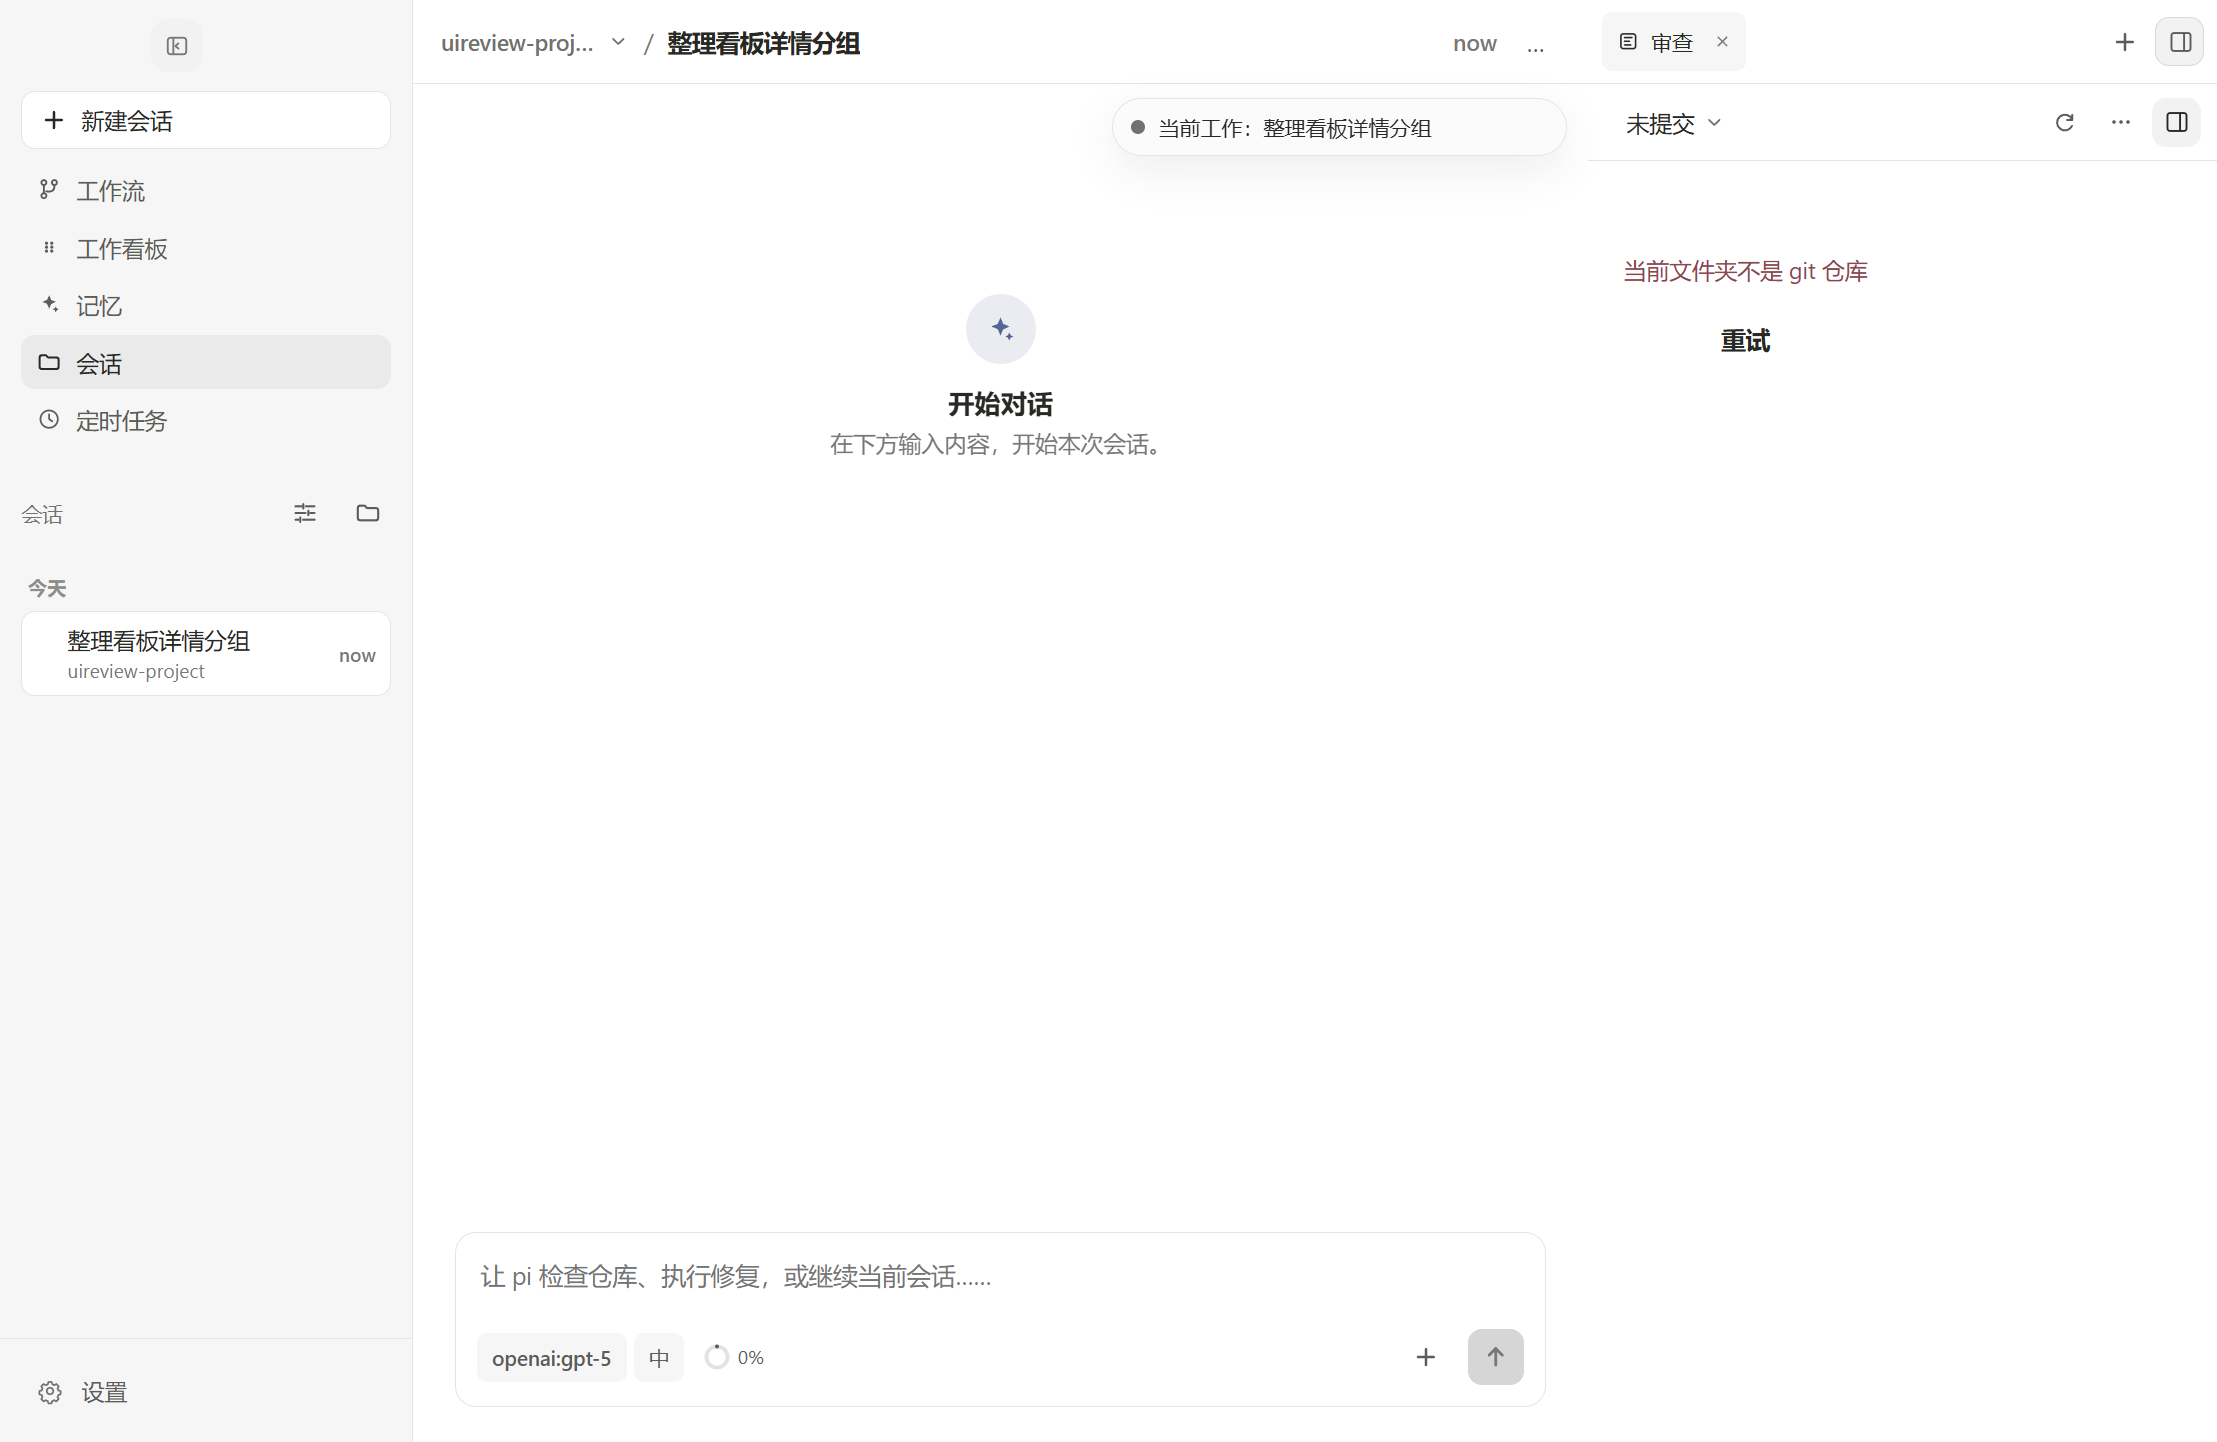 新建会话
工作流
工作看板
记忆
会话
定时任务
会话
今天
整理看板详情分组
uireview-project
now
设置
uireview-proj... / 整理看板详情分组
now ...
当前工作：整理看板详情分组
开始对话
在下方输入内容，开始本次会话。
让 pi 检查仓库、执行修复，或继续当前会话......
openai:gpt-5 中 0%
审查
未提交
当前文件夹不是 git 仓库
重试